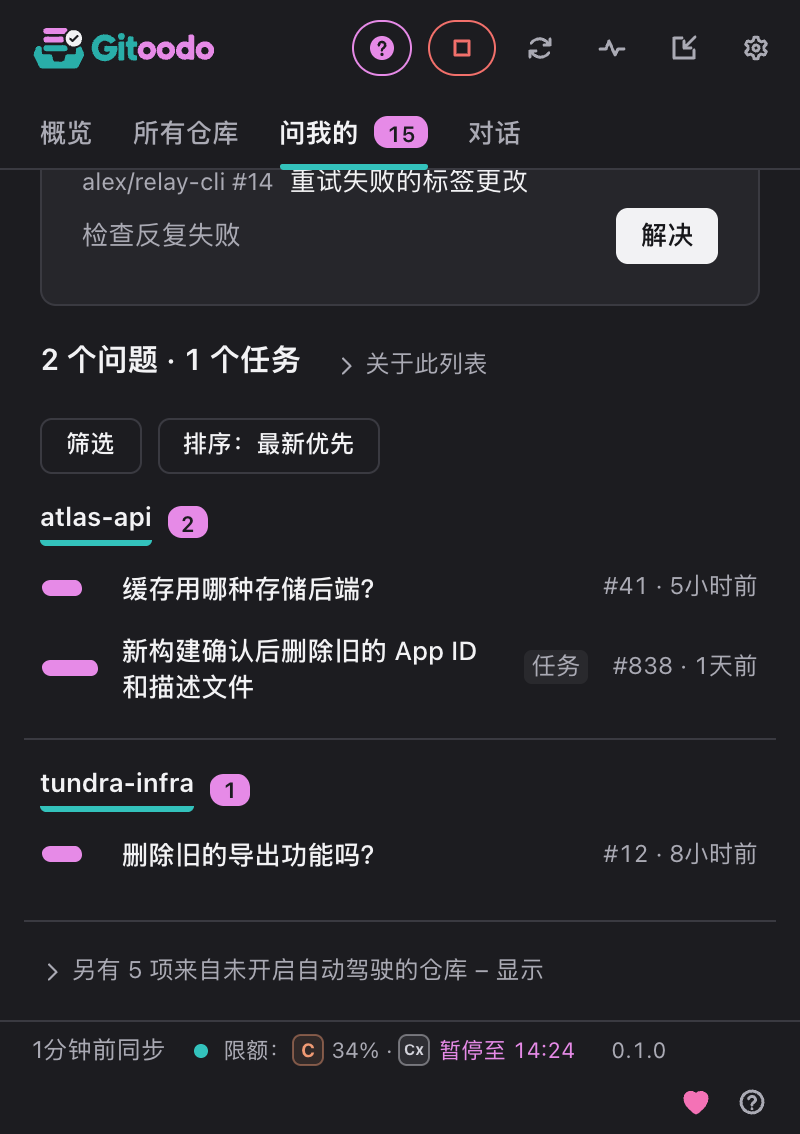 Gitoodo
概览 所有仓库 问我的 15 对话
alex/relay-cli #14 重试失败的标签更改
检查反复失败 解决
2 个问题 · 1 个任务 关于此列表
筛选 排序：最新优先
atlas-api 2
缓存用哪种存储后端? #41 · 5小时前
新构建确认后删除旧的 App ID
和描述文件 任务 #838 · 1天前
tundra-infra 1
删除旧的导出功能吗? #12 · 8小时前
另有 5 项来自未开启自动驾驶的仓库 – 显示
1分钟前同步 限额： C 34% · Cx 暂停至 14:24 0.1.0